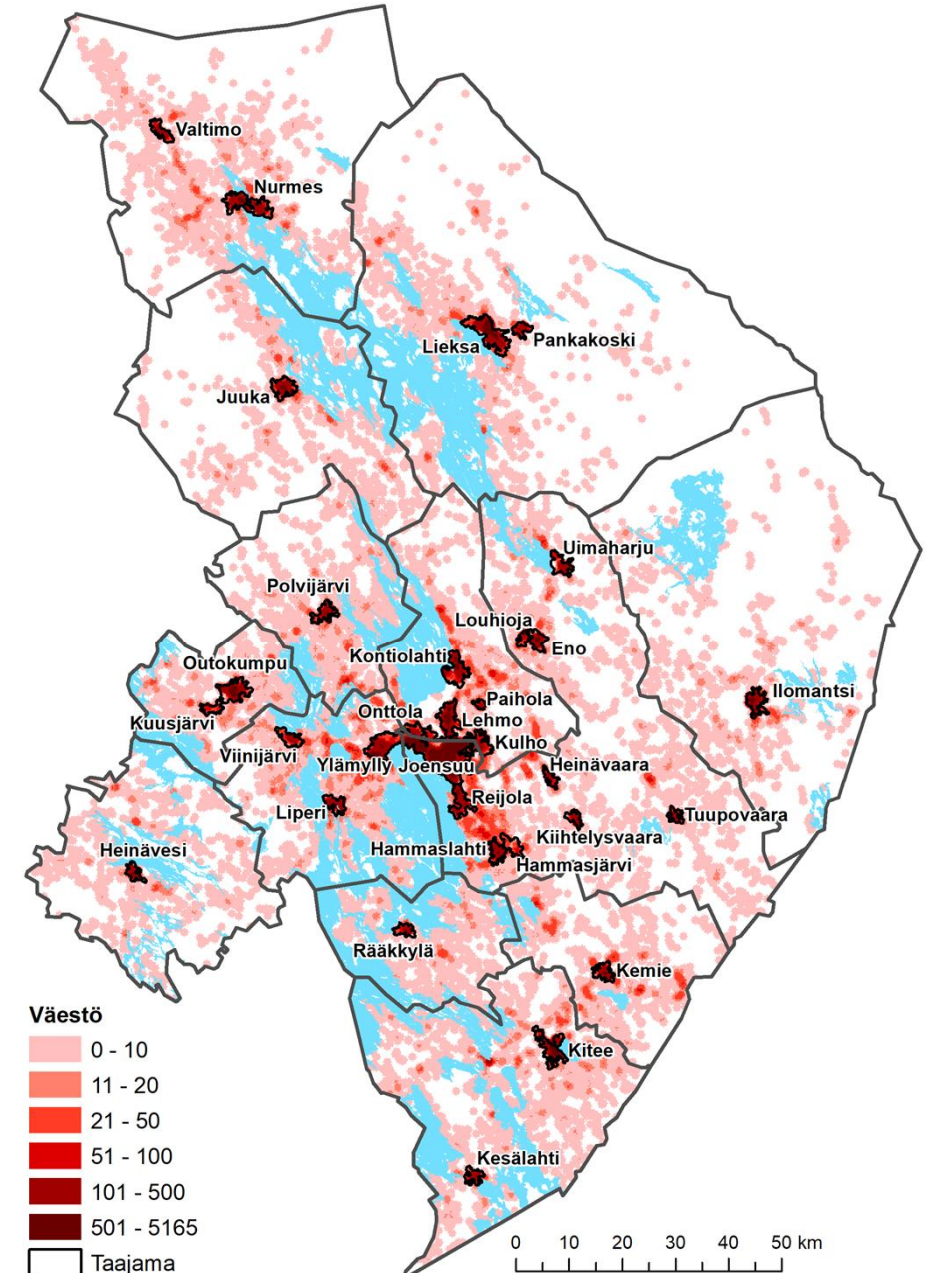 Valtimo
Nurmes
Lieksa
Pankakoski
Juuka
Uimaharju
Polvijärvi
Louhioja
Eno
Kontiolahti
Outokumpu
Ilomantsi
Paihola
Onttola
Lehmo
Kuusjärvi
Kulho
Viinijärvi
Ylämylly
Joensuu
Heinävaara
Reijola
Liperi
Tuupovaara
Kiihtelysvaara
Hammaslahti
Heinävesi
Hammasjärvi
Rääkkylä
Kemie
Kitee
Kesälahti
Väestö
0 - 10
11 - 20
21 - 50
51 - 100
101 - 500
501 - 5165
Taajama
0 10 20 30 40 50 km